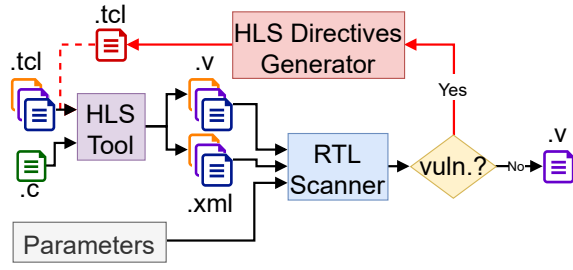 .tcl
HLS Directives
Generator
.tcl
.v
Yes
HLS
Tool
RTL
Scanner
vuln.?
No
.v
.c
.xml
Parameters